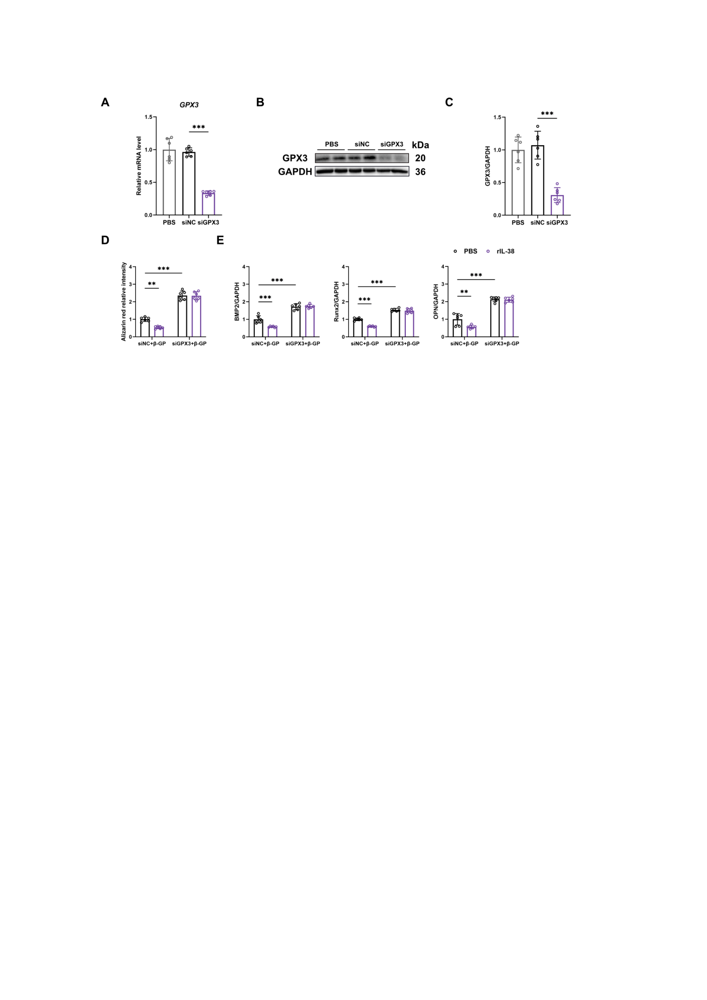 A
GPX3
Relative mRNA level
1.5
1.0
0.5
0.0
***
PBS siNC siGPX3
B
PBS siNC siGPX3 kDa
GPX3 20
GAPDH 36
C
GPX3/GAPDH
1.5
1.0
0.5
0.0
***
PBS siNC siGPX3
D
Alizarin red relative intensity
4
3
2
1
0
***
**
siNC+β-GP siGPX3+β-GP
E
PBS rIL-38
BMP2/GAPDH
4
3
2
1
0
***
***
siNC+β-GP siGPX3+β-GP
Runx2/GAPDH
4
3
2
1
0
***
***
siNC+β-GP siGPX3+β-GP
OPN/GAPDH
4
3
2
1
0
***
**
siNC+β-GP siGPX3+β-GP